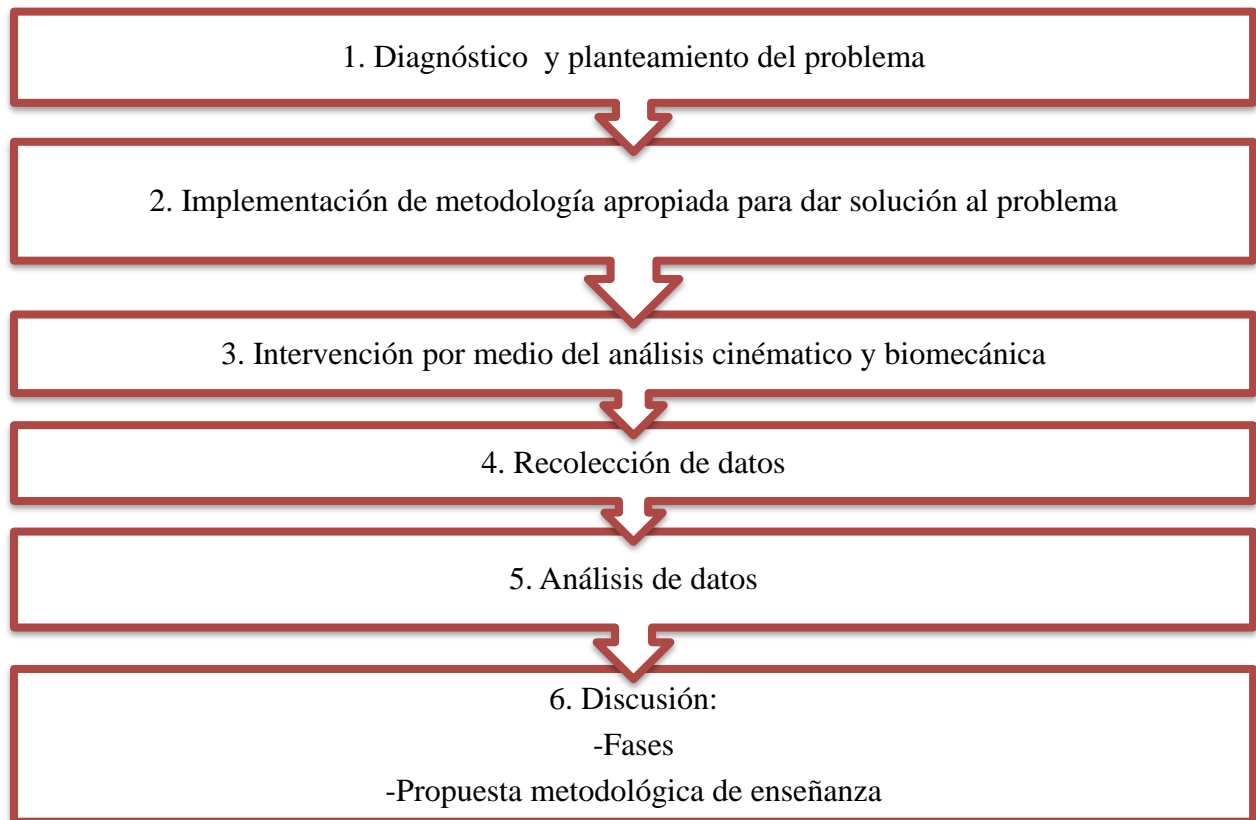 1. Diagnóstico y planteamiento del problema
2. Implementación de metodología apropiada para dar solución al problema
3. Intervención por medio del análisis cinématico y biomecánica
4. Recolección de datos
5. Análisis de datos
6. Discusión:
-Fases
-Propuesta metodológica de enseñanza